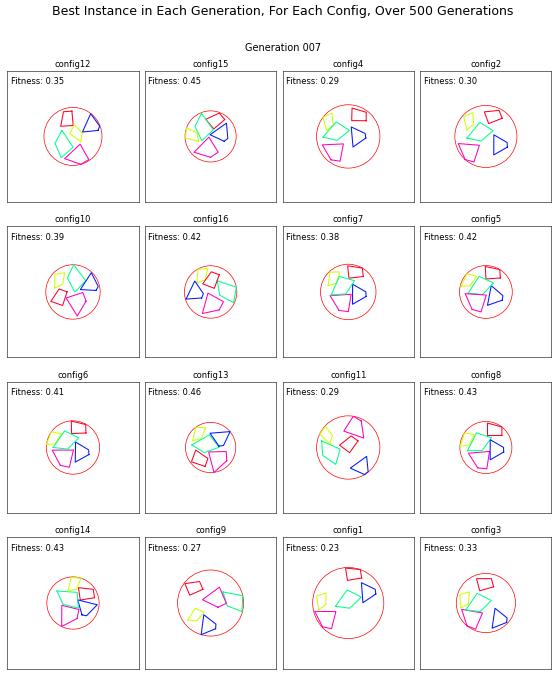 Best Instance in Each Generation, For Each Config, Over 500 Generations
Generation 007
config12 config15 config4 config2
Fitness: 0.35 Fitness: 0.45 Fitness: 0.29 Fitness: 0.30
config10 config16 config7 config5
Fitness: 0.39 Fitness: 0.42 Fitness: 0.38 Fitness: 0.42
config6 config13 config11 config8
Fitness: 0.41 Fitness: 0.46 Fitness: 0.29 Fitness: 0.43
config14 config9 config1 config3
Fitness: 0.43 Fitness: 0.27 Fitness: 0.23 Fitness: 0.33